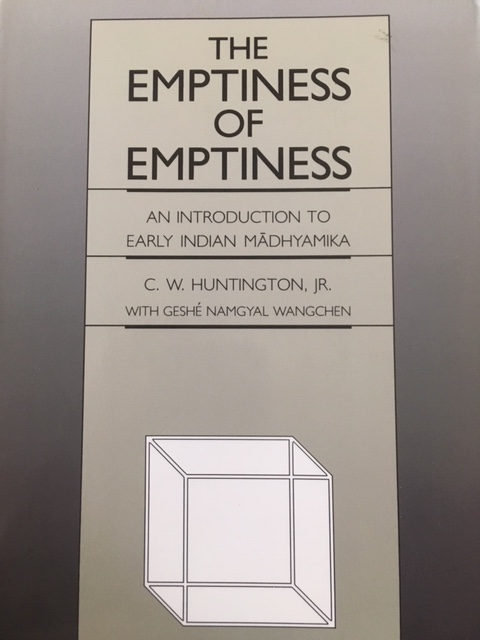 THE
EMPTINESS
OF
EMPTINESS
AN INTRODUCTION TO
EARLY INDIAN MĀDHYAMIKA
C. W. HUNTINGTON, JR.
WITH GESHÉ NAMGYAL WANGCHEN